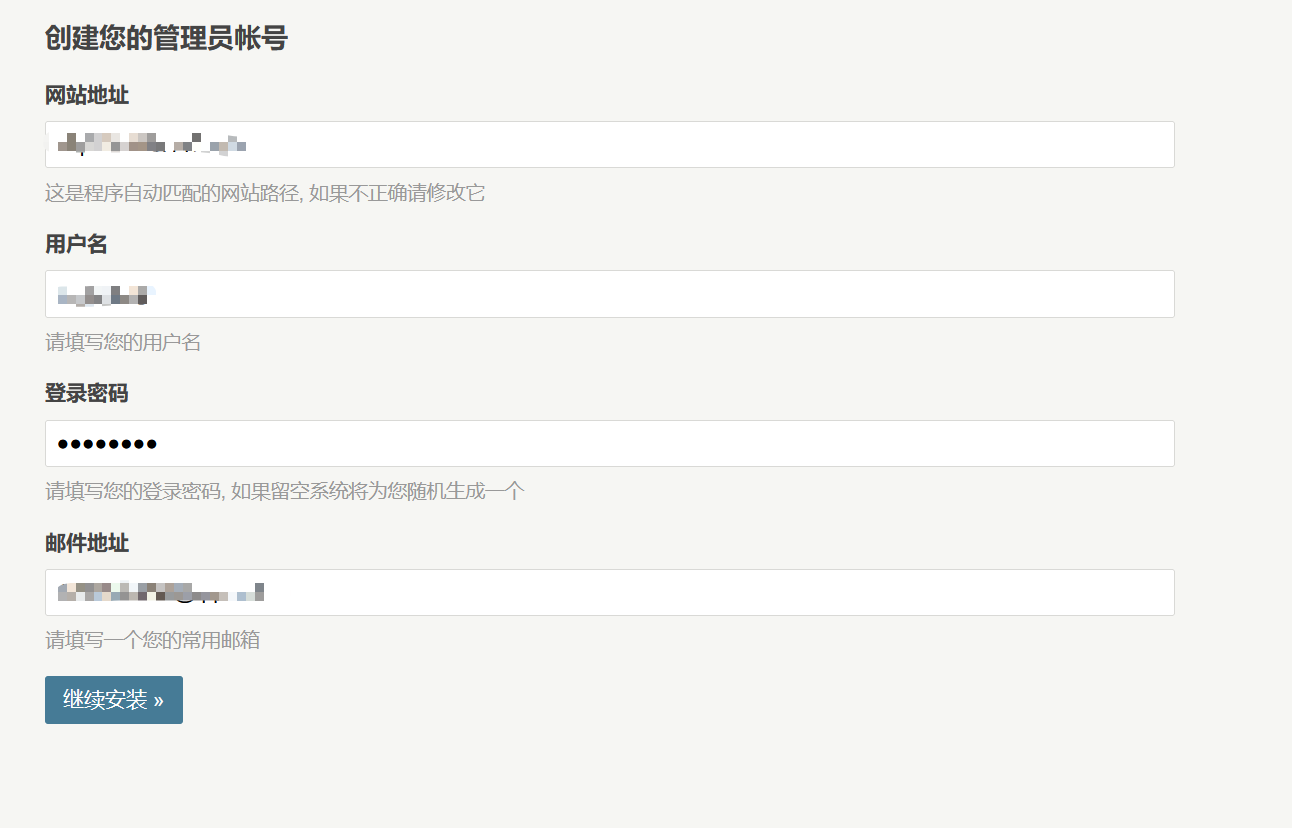 创建您的管理员帐号
网站地址
这是程序自动匹配的网站路径, 如果不正确请修改它
用户名
请填写您的用户名
登录密码
••••••••
请填写您的登录密码, 如果留空系统将为您随机生成一个
邮件地址
请填写一个您的常用邮箱
继续安装 »